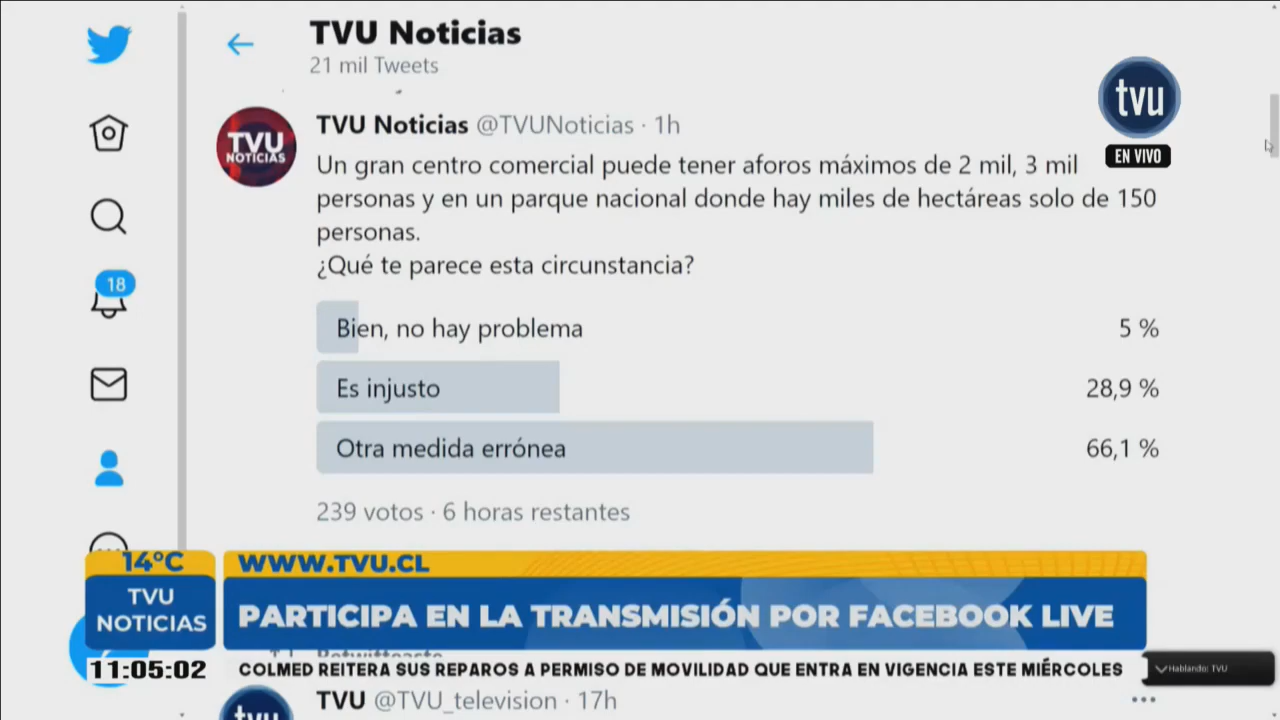 TVU Noticias
21 mil Tweets
tvu
EN VIVO
TVU
NOTICIAS
TVU Noticias @TVUNoticias · 1h
Un gran centro comercial puede tener aforos máximos de 2 mil, 3 mil
personas y en un parque nacional donde hay miles de hectáreas solo de 150
personas.
¿Qué te parece esta circunstancia?
18
Bien, no hay problema 5 %
Es injusto 28,9 %
Otra medida errónea 66,1 %
239 votos · 6 horas restantes
14°C
WWW.TVU.CL
TVU
NOTICIAS
PARTICIPA EN LA TRANSMISIÓN POR FACEBOOK LIVE
11:05:02
COLMED REITERA SUS REPAROS A PERMISO DE MOVILIDAD QUE ENTRA EN VIGENCIA ESTE MIÉRCOLES
Hablando: TVU
tvu
TVU @TVU_television · 17h